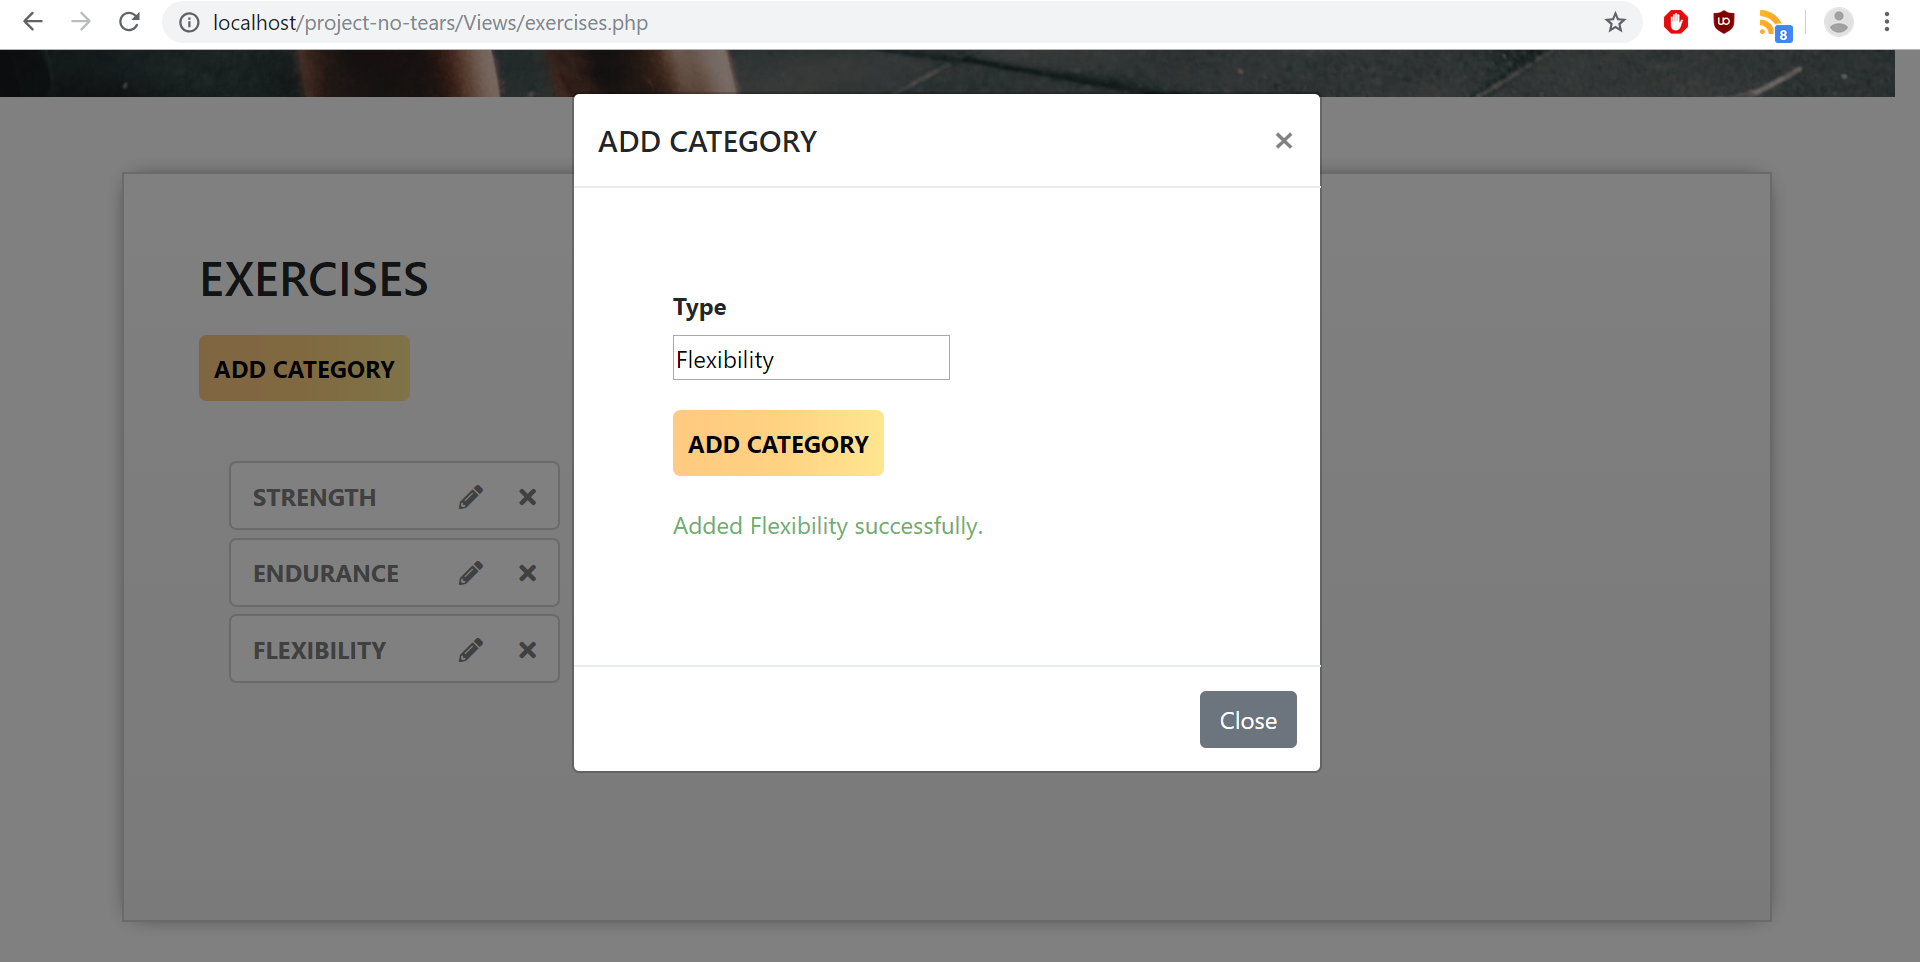 localhost/project-no-tears/Views/exercises.php
8
ADD CATEGORY
×
EXERCISES
ADD CATEGORY
STRENGTH
ENDURANCE
FLEXIBILITY
Type
Flexibility
ADD CATEGORY
Added Flexibility successfully.
Close